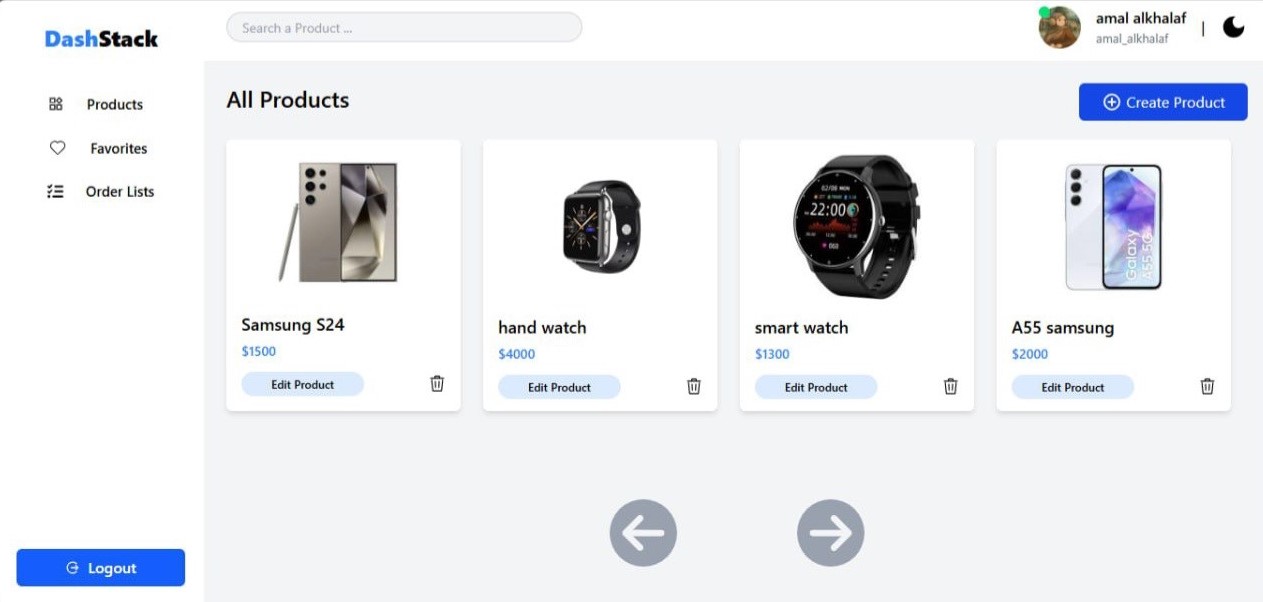 DashStack
Search a Product ...
amal alkhalaf
amal_alkhalaf
|
Products
Favorites
Order Lists
All Products
Create Product
22:00
Galaxy
A55 5G
Samsung S24
$1500
Edit Product
hand watch
$4000
Edit Product
smart watch
$1300
Edit Product
A55 samsung
$2000
Edit Product
Logout